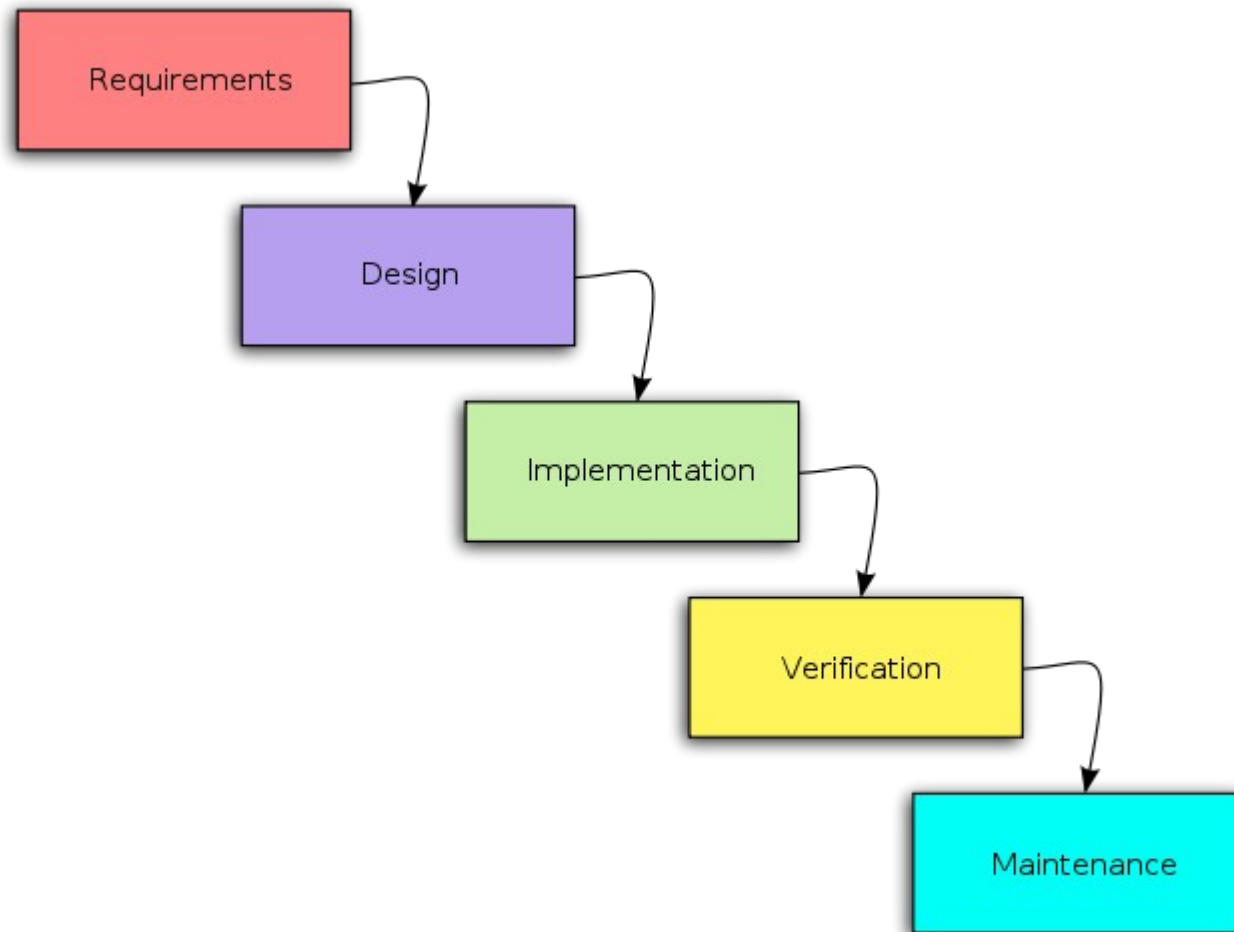 Requirements
Design
Implementation
Verification
Maintenance